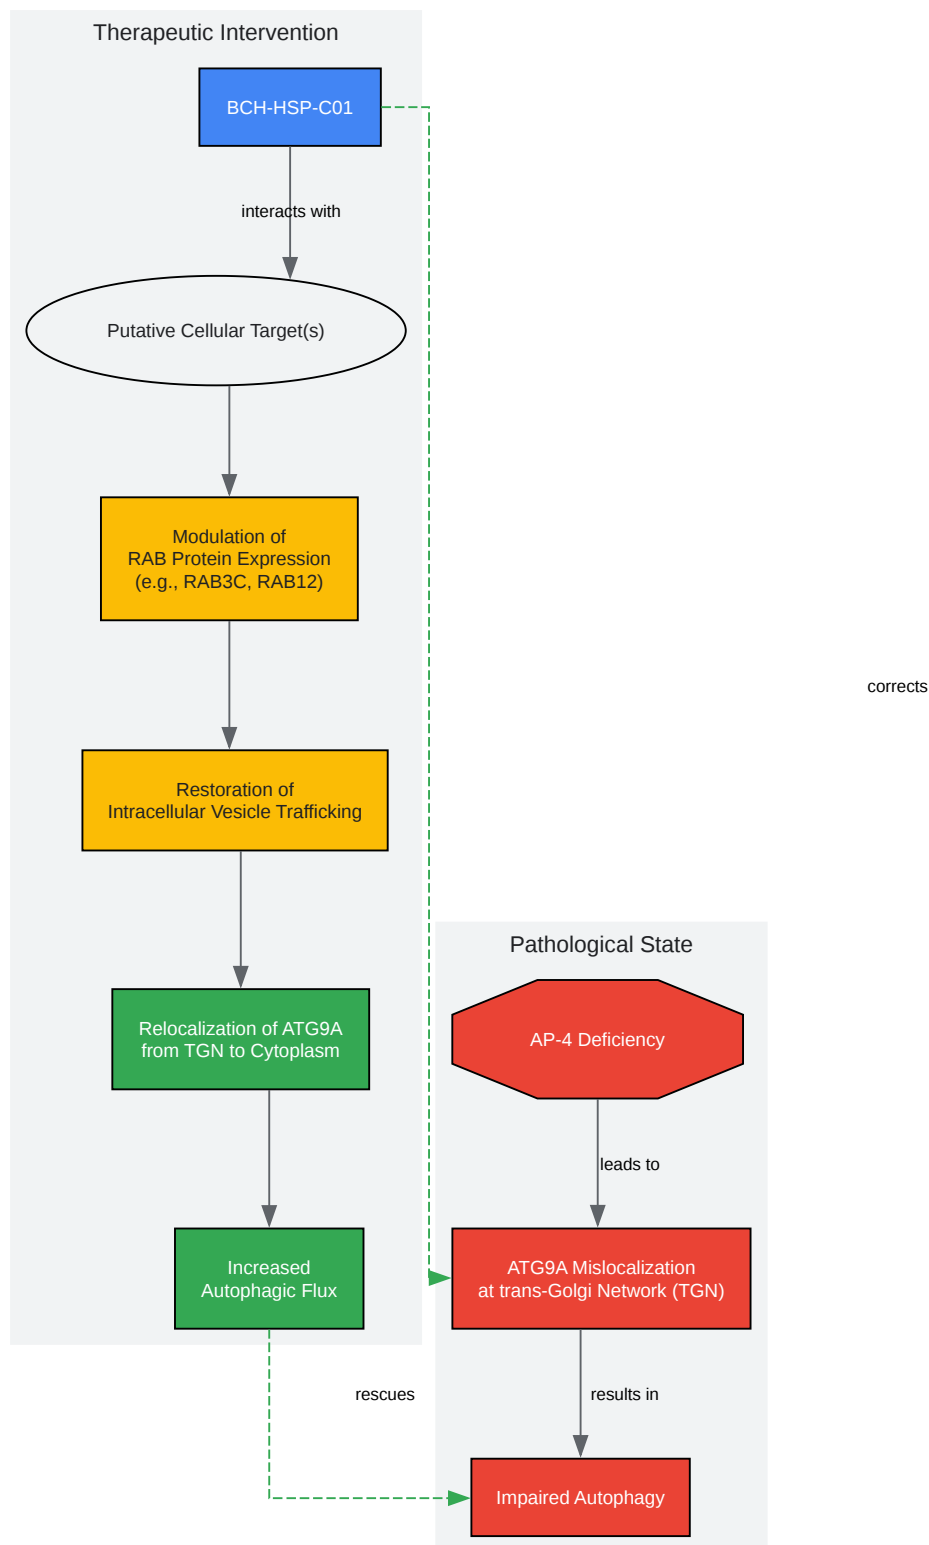 Therapeutic Intervention
BCH-HSP-C01
interacts with
Putative Cellular Target(s)
Modulation of
RAB Protein Expression
(e.g., RAB3C, RAB12)
corrects
Restoration of
Intracellular Vesicle Trafficking
Pathological State
Relocalization of ATG9A
from TGN to Cytoplasm
AP-4 Deficiency
leads to
Increased
Autophagic Flux
ATG9A Mislocalization
at trans-Golgi Network (TGN)
rescues
results in
Impaired Autophagy